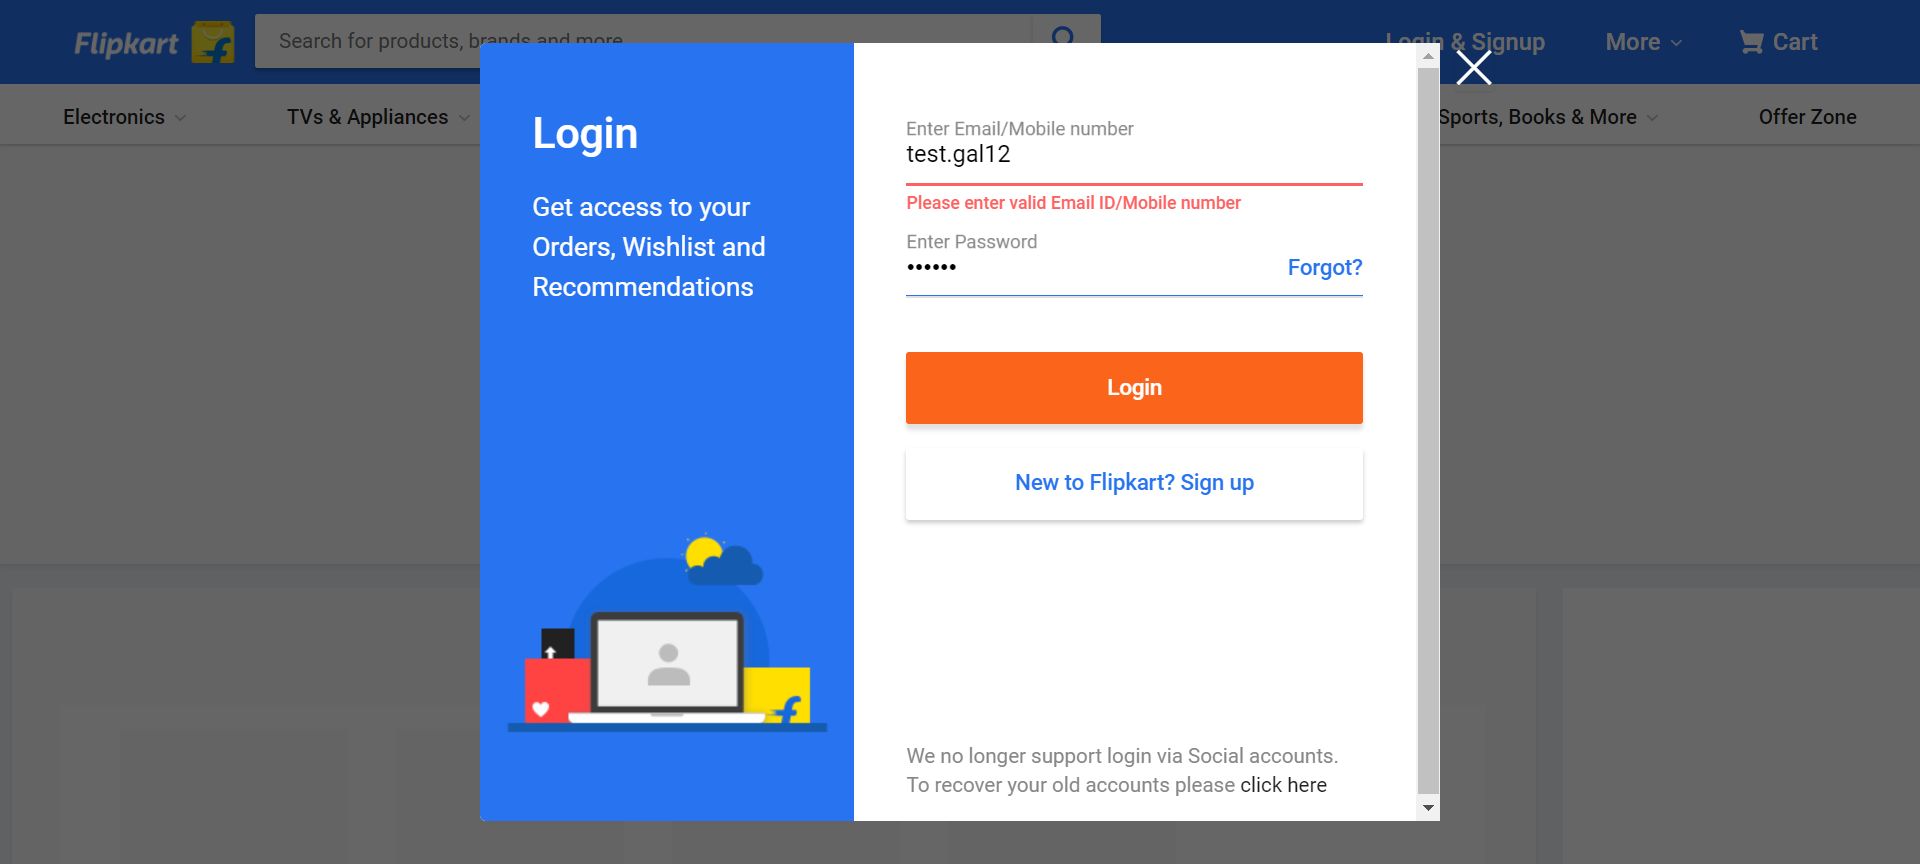 Flipkart
Search for products, brands and more
Login & Signup
More
Cart
Electronics
TVs & Appliances
Sports, Books & More
Offer Zone
Login
Get access to your
Orders, Wishlist and
Recommendations
Enter Email/Mobile number
test.gal12
Please enter valid Email ID/Mobile number
Enter Password
••••••
Forgot?
Login
New to Flipkart? Sign up
We no longer support login via Social accounts.
To recover your old accounts please click here